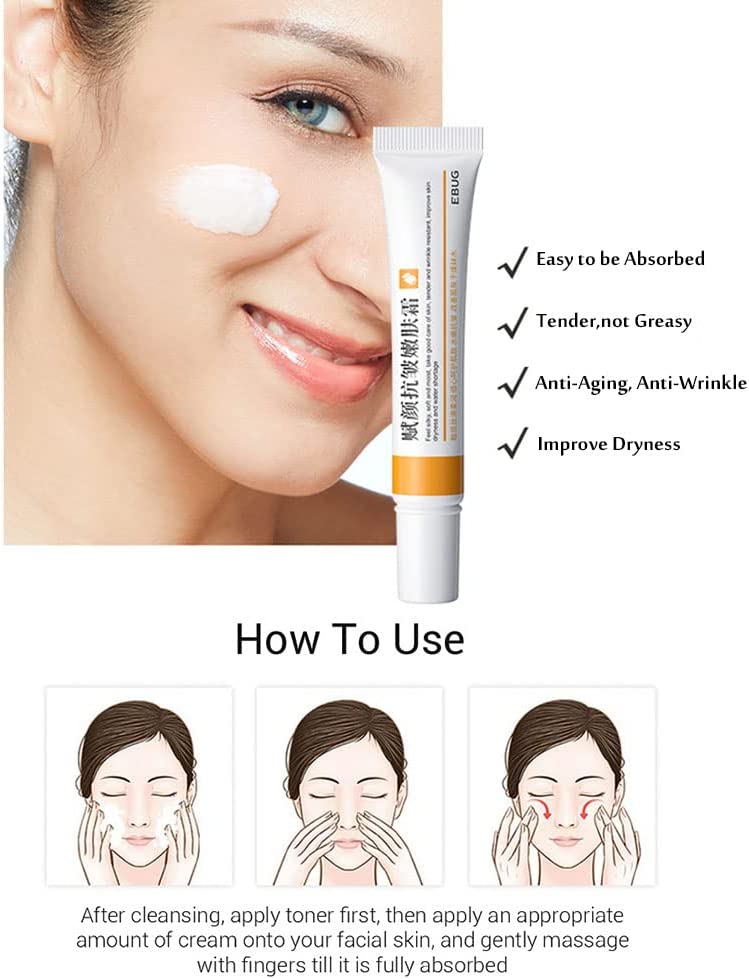 EBUG
赋颜抗皱嫩肤霜
Feel silky, soft and moist, take good care of skin, tender and wrinkle resistant, improve skin
dryness and water shortage
Easy to be Absorbed
Tender,not Greasy
Anti-Aging, Anti-Wrinkle
Improve Dryness
How To Use
After cleansing, apply toner first, then apply an appropriate
amount of cream onto your facial skin, and gently massage
with fingers till it is fully absorbed